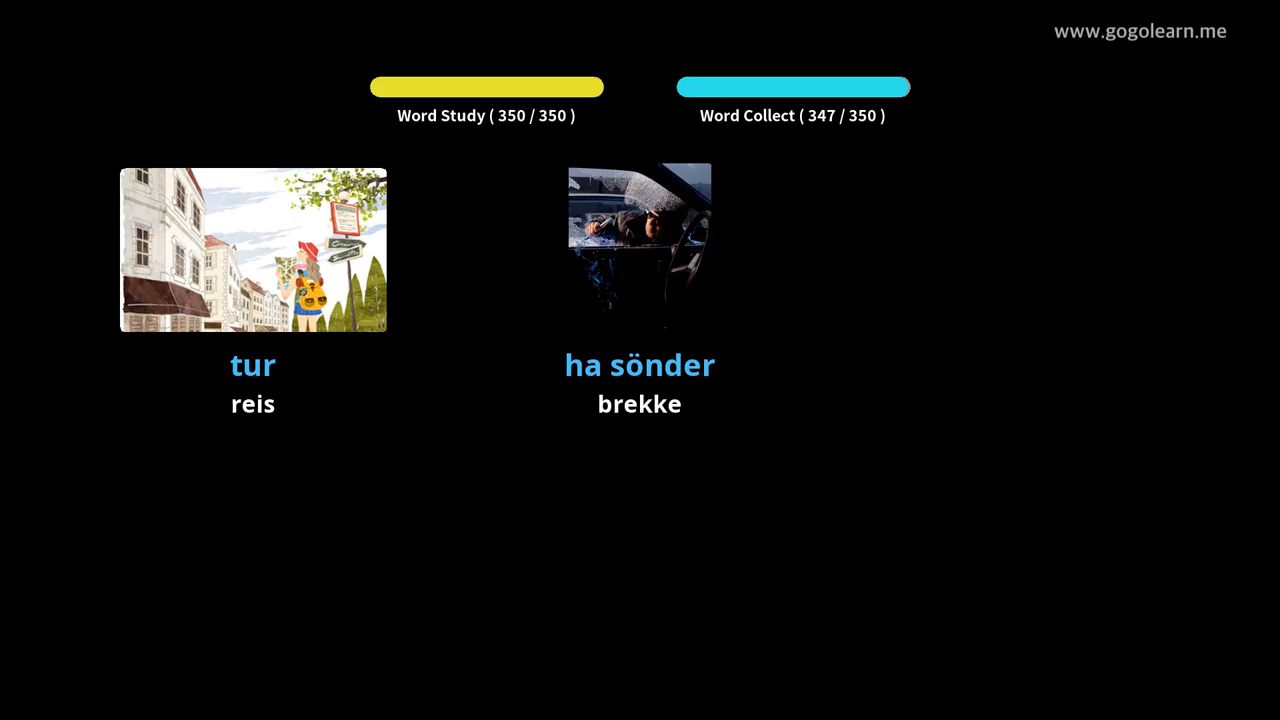 www.gogolearn.me
Word Study ( 350 / 350 )
Word Collect ( 347 / 350 )
tur
reis
ha sönder
brekke